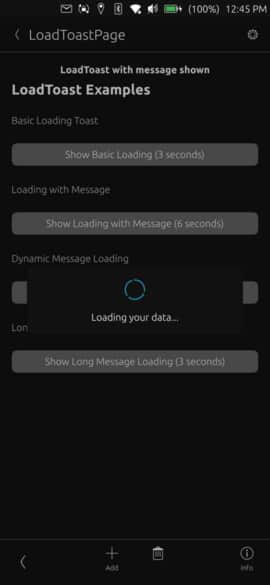 (100%) 12:45 PM
LoadToastPage
LoadToast with message shown
LoadToast Examples
Basic Loading Toast
Show Basic Loading (3 seconds)
Loading with Message
Show Loading with Message (6 seconds)
Dynamic Message Loading
Loading your data...
Lon
Show Long Message Loading (3 seconds)
Add
Info